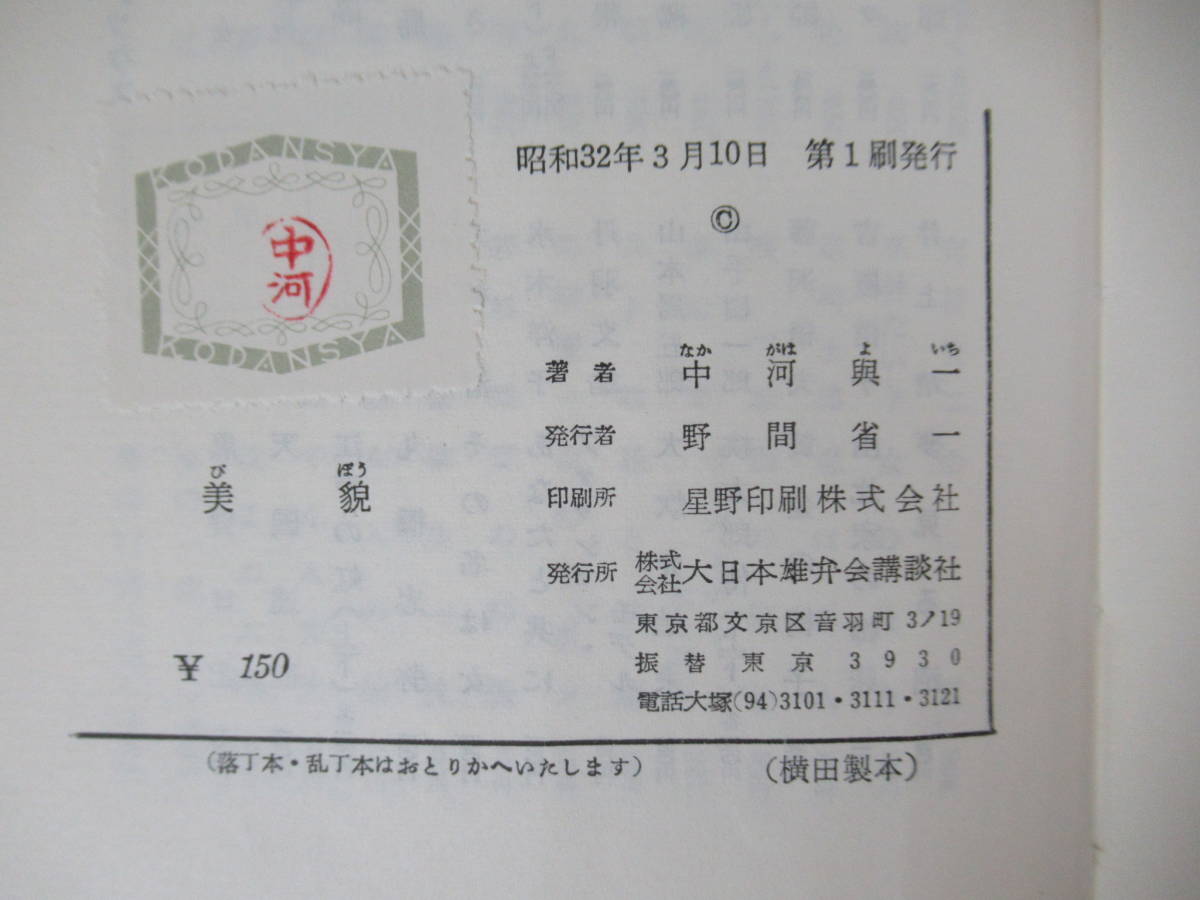 KODANSYA
中河
KODANSYA
昭和32年3月10日 第1刷発行
©
なか がは よ いち
著者 中河與一
発行者 野間省一
印刷所 星野印刷株式会社
発行所 株式会社 大日本雄弁会講談社
東京都文京区音羽町3ノ19
振替東京3930
電話大塚(94)3101・3111・3121
び ぼう
美貌
¥ 150
(落丁本・乱丁本はおとりかへいたします)
(横田製本)